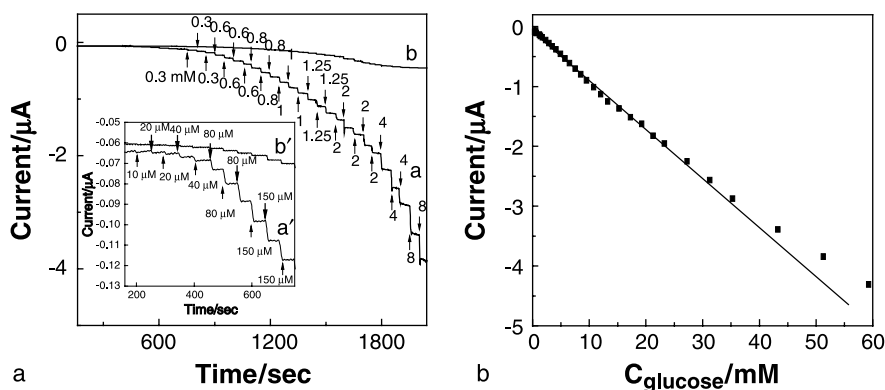 0.3 0.6 0.6 0.8 0.8 1 1.25 1.25 2 2 4 4 8
0.3 mM 0.3 0.6 0.6 0.8 1 1 1.25 2 2 2 4 8
b
a
20 μM 40 μM 80 μM 80 μM 150 μM
10 μM 20 μM 40 μM 80 μM 150 μM 150 μM
b′
a′
-0.05
-0.06
-0.07
-0.08
-0.09
-0.10
-0.11
-0.12
-0.13
Current/μA
200 400 600
Time/sec
0
-2
-4
Current/μA
600 1200 1800
Time/sec
a
0
-1
-2
-3
-4
-5
Current/μA
0 10 20 30 40 50 60
Cglucose/mM
b